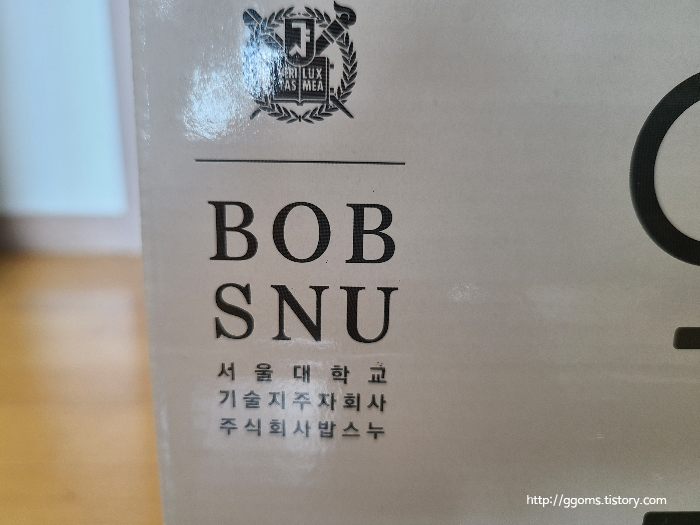 VERI LUX
TAS MEA
BOB
SNU
서울대학교
기술지주자회사
주식회사밥스누
http://ggoms.tistory.com